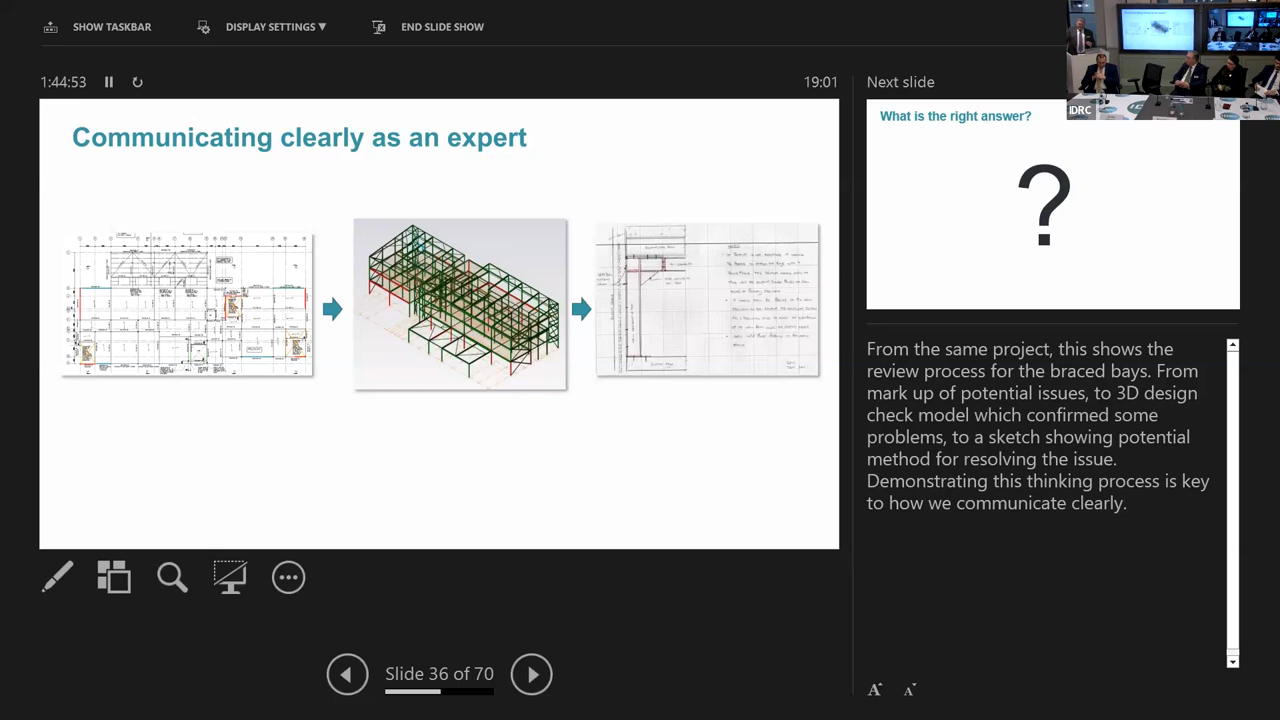 SHOW TASKBAR
DISPLAY SETTINGS ▼
END SLIDE SHOW
1:44:53
19:01
Communicating clearly as an expert
Slide 36 of 70
Next slide
IDRC
What is the right answer?
?
From the same project, this shows the
review process for the braced bays. From
mark up of potential issues, to 3D design
check model which confirmed some
problems, to a sketch showing potential
method for resolving the issue.
Demonstrating this thinking process is key
to how we communicate clearly.
A A